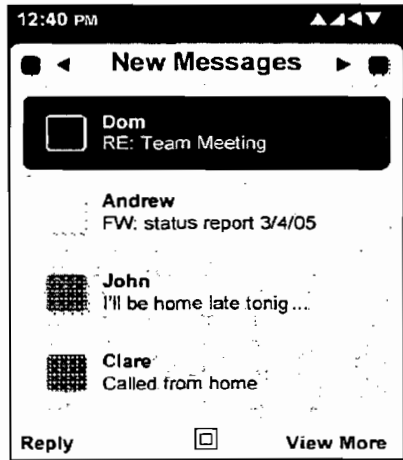 12:40 PM
New Messages
Dom
RE: Team Meeting
Andrew
FW: status report 3/4/05
John
I'll be home late tonig...
Clare
Called from home
Reply
View More